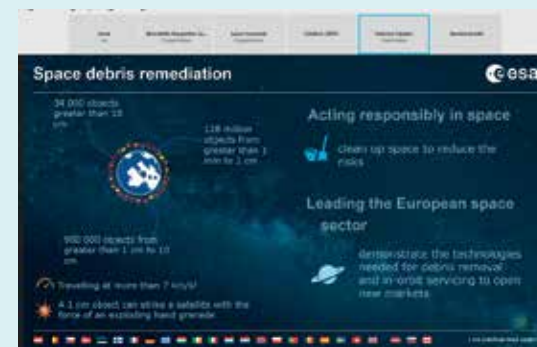 Space debris remediation
esa
34 000 objects
greater than 10
cm
128 million
objects from
greater than 1
mm to 1 cm
900 000 objects from
greater than 1 cm to 10
cm
Travelling at more than 7 km/s!
A 1 cm object can strike a satellite with the
force of an exploding hand grenade
Acting responsibly in space
clean up space to reduce the
risks
Leading the European space
sector
demonstrate the technologies
needed for debris removal
and in-orbit servicing to open
new markets